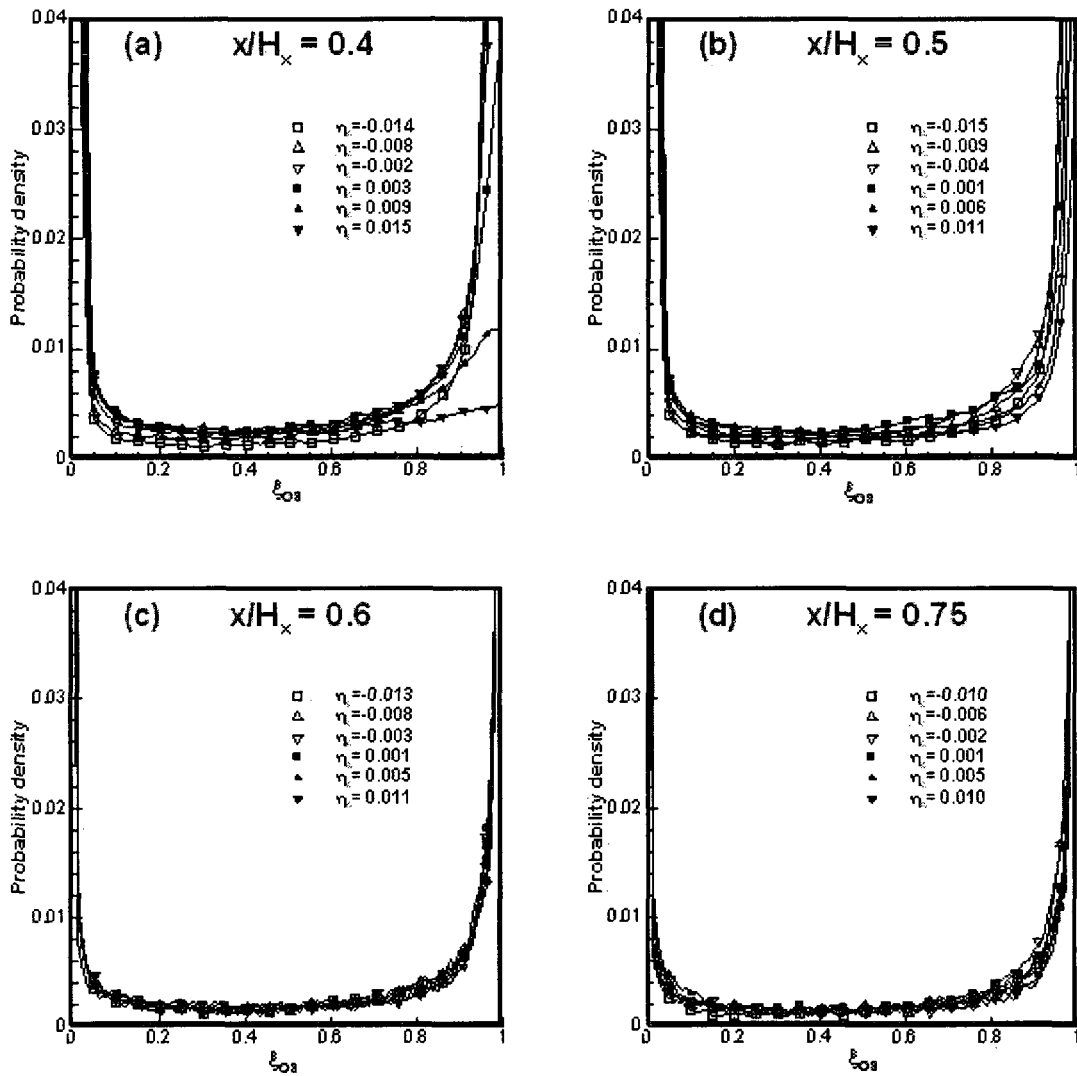 (a) x/Hₓ = 0.4
0.04
0.03
0.02
0.01
0
Probability density
η=-0.014
η=-0.008
η=-0.002
η= 0.003
η= 0.009
η= 0.015
0 0.2 0.4 0.6 0.8 1
ξO3
(b) x/Hₓ = 0.5
0.04
0.03
0.02
0.01
0
Probability density
η=-0.015
η=-0.009
η=-0.004
η= 0.001
η= 0.006
η= 0.011
0 0.2 0.4 0.6 0.8 1
ξO3
(c) x/Hₓ = 0.6
0.04
0.03
0.02
0.01
0
Probability density
η=-0.013
η=-0.008
η=-0.003
η= 0.001
η= 0.005
η= 0.011
0 0.2 0.4 0.6 0.8 1
ξO3
(d) x/Hₓ = 0.75
0.04
0.03
0.02
0.01
0
Probability density
η=-0.010
η=-0.006
η=-0.002
η= 0.001
η= 0.005
η= 0.010
0 0.2 0.4 0.6 0.8 1
ξO3